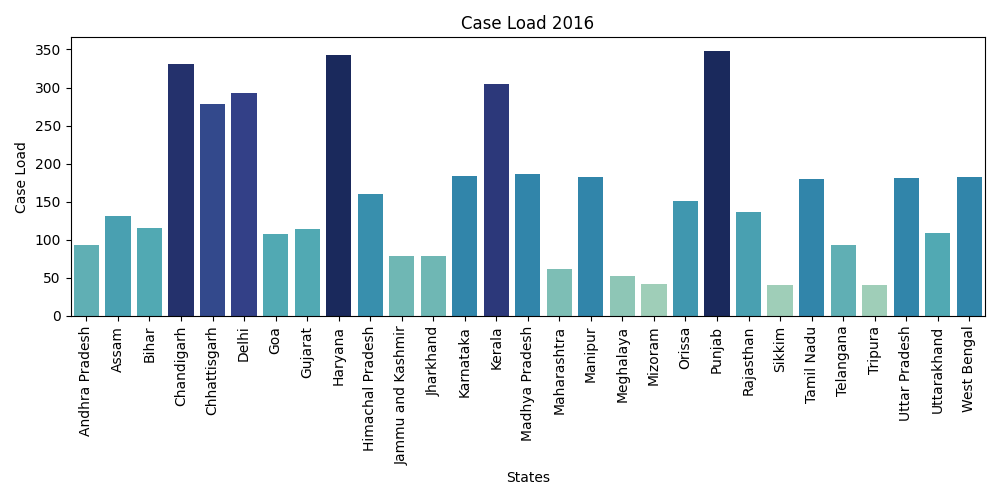 Case Load 2016
Case Load
350
300
250
200
150
100
50
0
Andhra Pradesh
Assam
Bihar
Chandigarh
Chhattisgarh
Delhi
Goa
Gujarat
Haryana
Himachal Pradesh
Jammu and Kashmir
Jharkhand
Karnataka
Kerala
Madhya Pradesh
Maharashtra
Manipur
Meghalaya
Mizoram
Orissa
Punjab
Rajasthan
Sikkim
Tamil Nadu
Telangana
Tripura
Uttar Pradesh
Uttarakhand
West Bengal
States